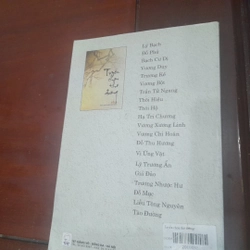 Lý Bạch
Đỗ Phủ
Bạch Cư Dị
Vương Duy
Trương Kế
Vương Bột
Trần Tử Ngang
Thôi Hiệu
Thôi Hộ
Hạ Tri Chương
Vương Xương Linh
Vương Chi Hoán
Đỗ Thu Nương
Vi Ứng Vật
Lý Thương Ẩn
Giả Đảo
Trương Nhược Hư
Đỗ Mục
Liễu Tông Nguyên
Tào Đường